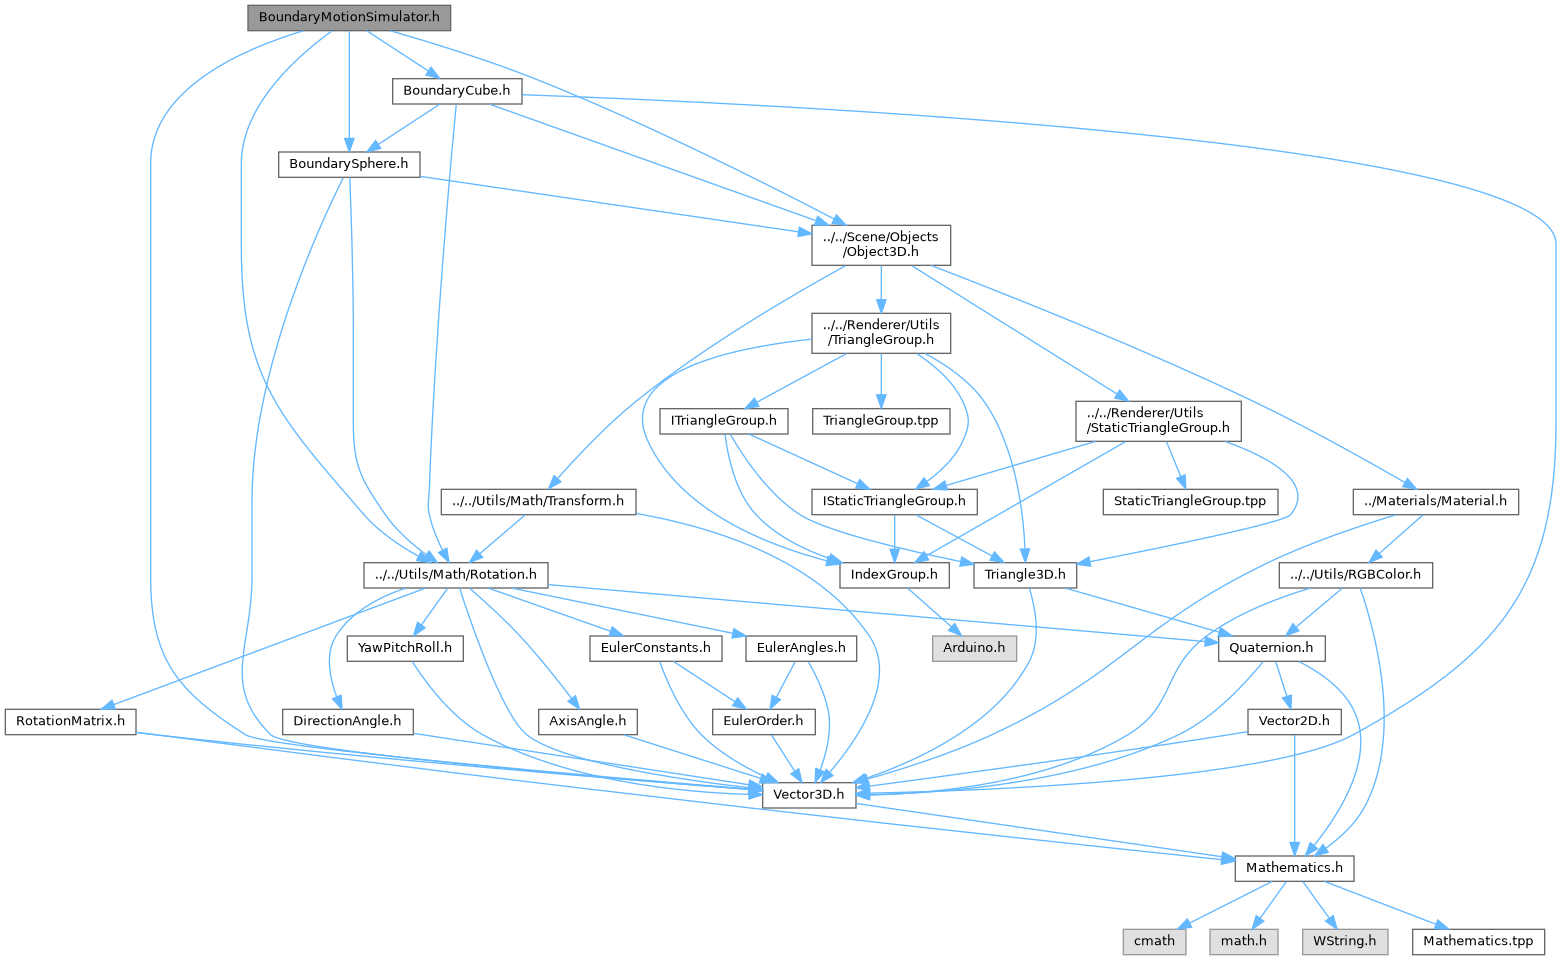 BoundaryMotionSimulator.h
BoundaryCube.h
BoundarySphere.h
../../Scene/Objects
/Object3D.h
../../Renderer/Utils
/TriangleGroup.h
../../Renderer/Utils
/StaticTriangleGroup.h
ITriangleGroup.h
TriangleGroup.tpp
../../Utils/Math/Transform.h
IStaticTriangleGroup.h
StaticTriangleGroup.tpp
../Materials/Material.h
../../Utils/Math/Rotation.h
IndexGroup.h
Triangle3D.h
../../Utils/RGBColor.h
YawPitchRoll.h
EulerConstants.h
EulerAngles.h
Arduino.h
Quaternion.h
RotationMatrix.h
DirectionAngle.h
AxisAngle.h
EulerOrder.h
Vector2D.h
Vector3D.h
Mathematics.h
cmath
math.h
WString.h
Mathematics.tpp